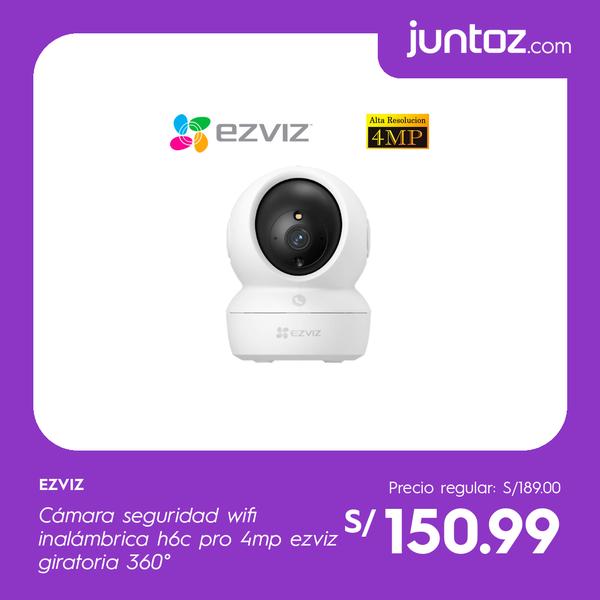 juntoz.com
ezviz
Alta Resolucion
4MP
EZVIZ
EZVIZ
Precio regular: S/189.00
Cámara seguridad wifi
inalámbrica h6c pro 4mp ezviz
giratoria 360°
S/150.99